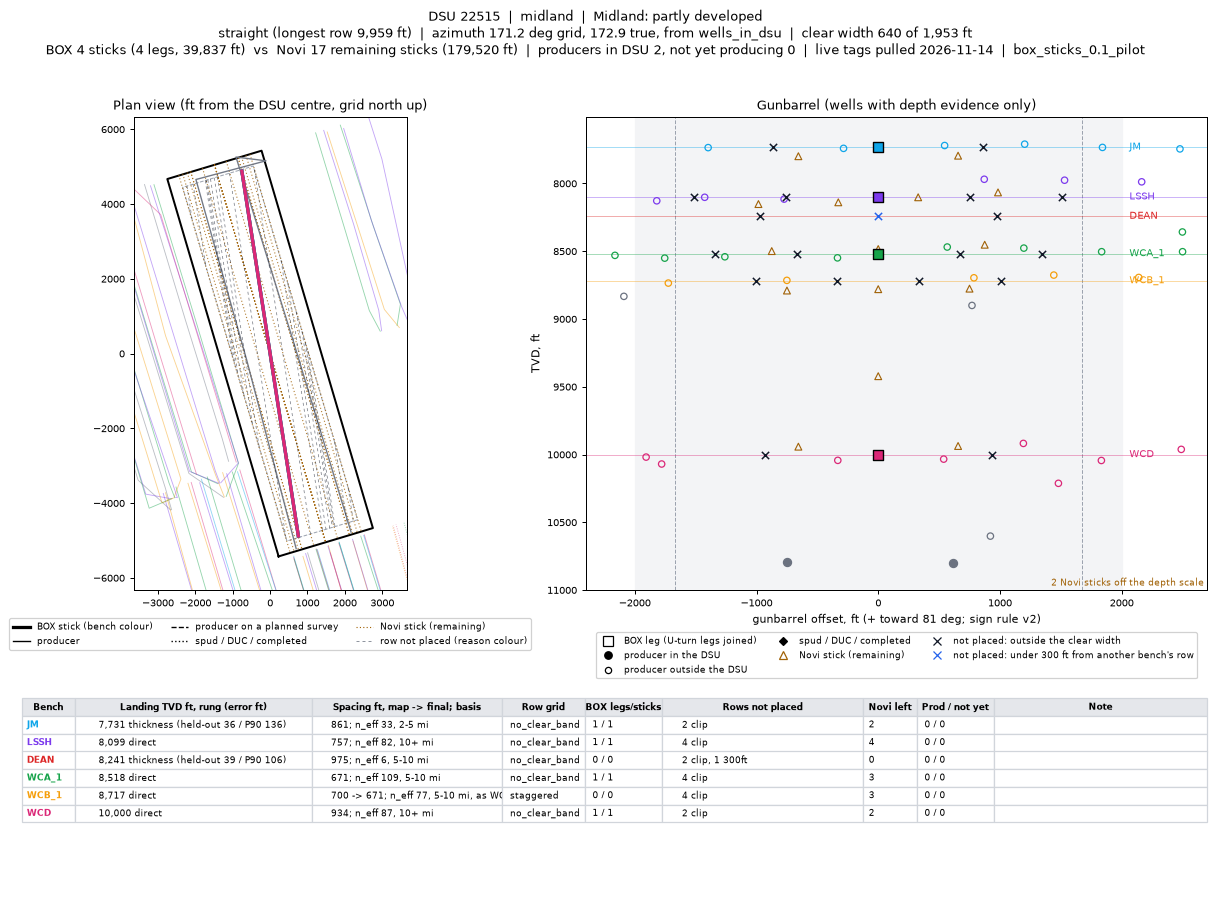 DSU 22515 | midland | Midland: partly developed
straight (longest row 9,959 ft) | azimuth 171.2 deg grid, 172.9 true, from wells_in_dsu | clear width 640 of 1,953 ft
BOX 4 sticks (4 legs, 39,837 ft) vs Novi 17 remaining sticks (179,520 ft) | producers in DSU 2, not yet producing 0 | live tags pulled 2026-11-14 | box_sticks_0.1_pilot
Plan view (ft from the DSU centre, grid north up)
6000
4000
2000
0
−2000
−4000
−6000
−3000 −2000 −1000 0 1000 2000 3000
BOX stick (bench colour)
producer
producer on a planned survey
spud / DUC / completed
Novi stick (remaining)
row not placed (reason colour)
Gunbarrel (wells with depth evidence only)
TVD, ft
8000
8500
9000
9500
10000
10500
11000
JM
LSSH
DEAN
WCA_1
WCB_1
WCD
2 Novi sticks off the depth scale
−2000 −1000 0 1000 2000
gunbarrel offset, ft (+ toward 81 deg; sign rule v2)
BOX leg (U-turn legs joined)
producer in the DSU
producer outside the DSU
spud / DUC / completed
Novi stick (remaining)
not placed: outside the clear width
not placed: under 300 ft from another bench's row
Bench Landing TVD ft, rung (error ft) Spacing ft, map -> final; basis Row grid BOX legs/sticks Rows not placed Novi left Prod / not yet Note
JM 7,731 thickness (held-out 36 / P90 136) 861; n_eff 33, 2-5 mi no_clear_band 1 / 1 2 clip 2 0 / 0
LSSH 8,099 direct 757; n_eff 82, 10+ mi no_clear_band 1 / 1 4 clip 4 0 / 0
DEAN 8,241 thickness (held-out 39 / P90 106) 975; n_eff 6, 5-10 mi no_clear_band 0 / 0 2 clip, 1 300ft 0 0 / 0
WCA_1 8,518 direct 671; n_eff 109, 5-10 mi no_clear_band 1 / 1 4 clip 3 0 / 0
WCB_1 8,717 direct 700 -> 671; n_eff 77, 5-10 mi, as WC staggered 0 / 0 4 clip 3 0 / 0
WCD 10,000 direct 934; n_eff 87, 10+ mi no_clear_band 1 / 1 2 clip 2 0 / 0